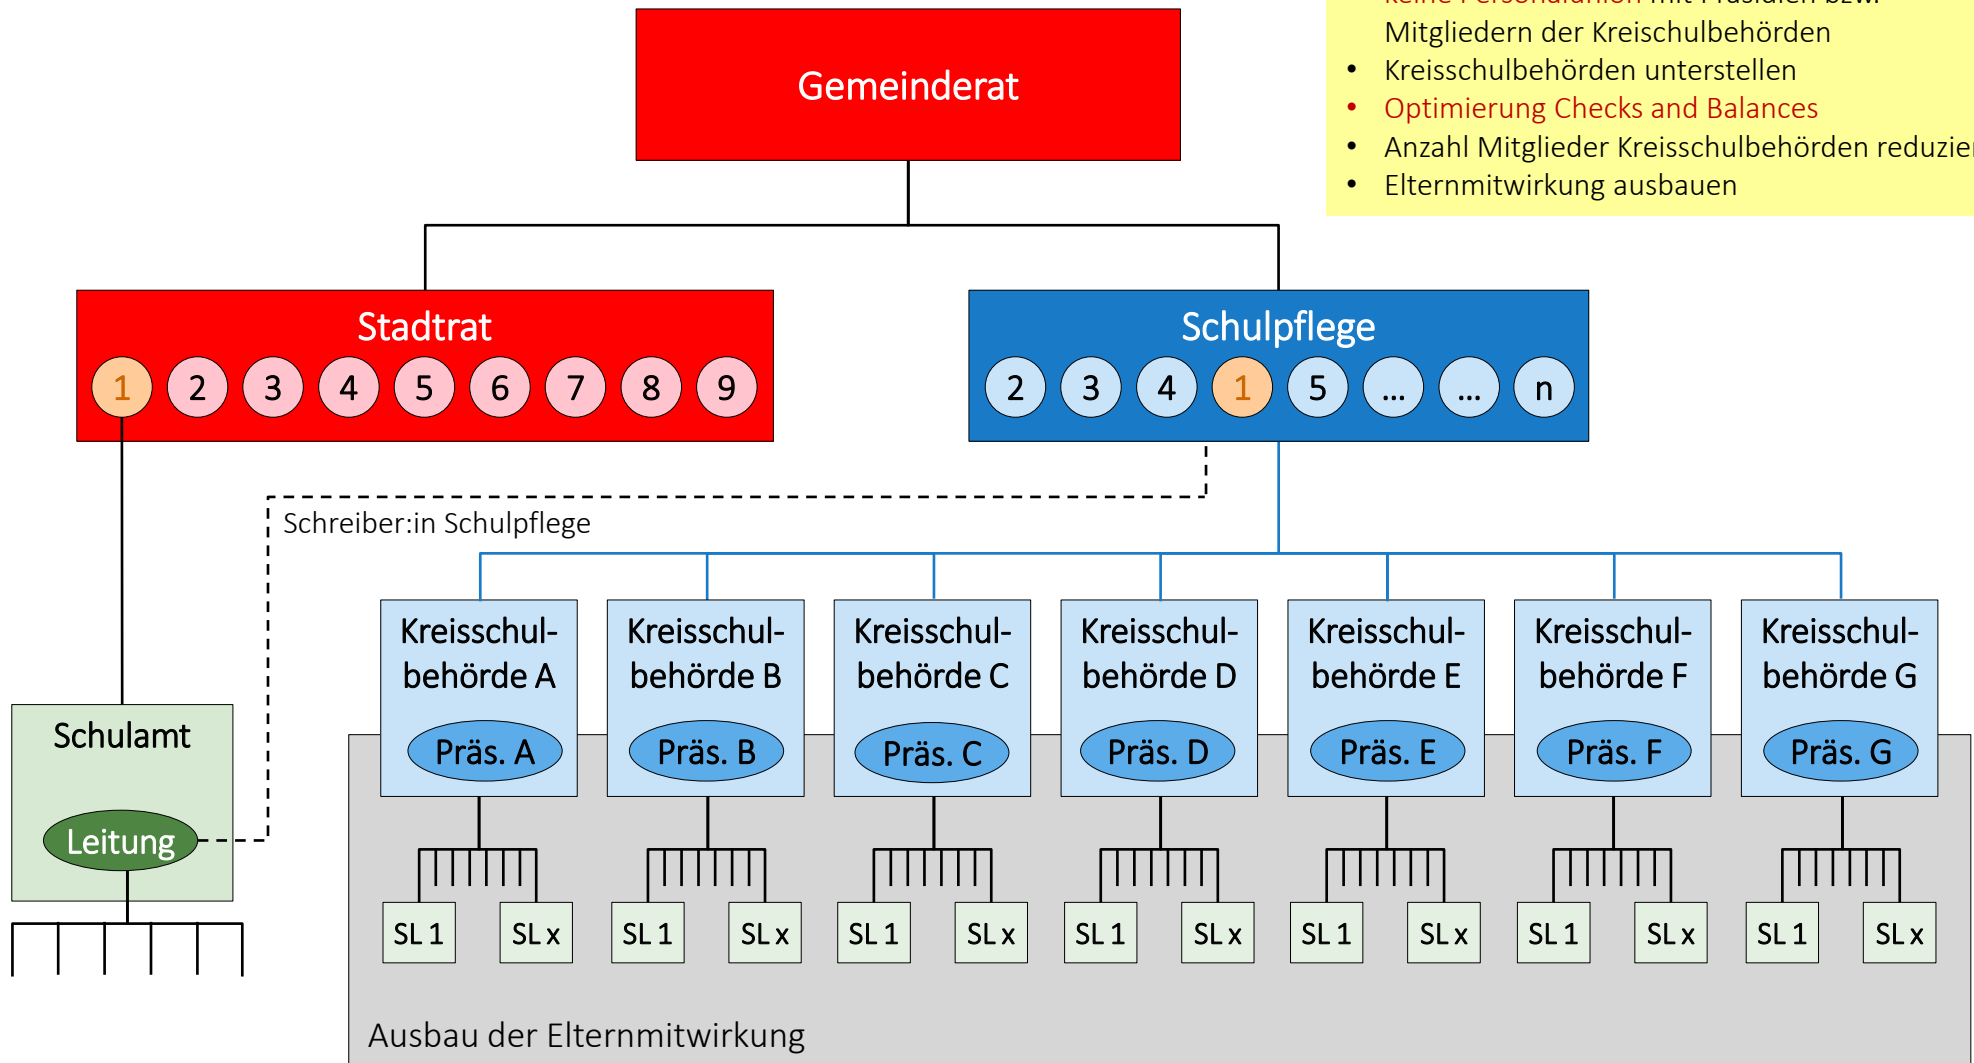 Mitgliedern der Kreischulbehörden
• Kreisschulbehörden unterstellen
• Optimierung Checks and Balances
• Anzahl Mitglieder Kreisschulbehörden
• Elternmitwirkung ausbauen
Gemeinderat
Stadtrat
1 2 3 4 5 6 7 8 9
Schulpflege
2 3 4 1 5 ... ... n
Schreiber:in Schulpflege
Kreisschul-
behörde A
Präs. A
Kreisschul-
behörde B
Präs. B
Kreisschul-
behörde C
Präs. C
Kreisschul-
behörde D
Präs. D
Kreisschul-
behörde E
Präs. E
Kreisschul-
behörde F
Präs. F
Kreisschul-
behörde G
Präs. G
Schulamt
Leitung
SL 1 SL x SL 1 SL x SL 1 SL x SL 1 SL x SL 1 SL x SL 1 SL x SL 1 SL x
Ausbau der Elternmitwirkung